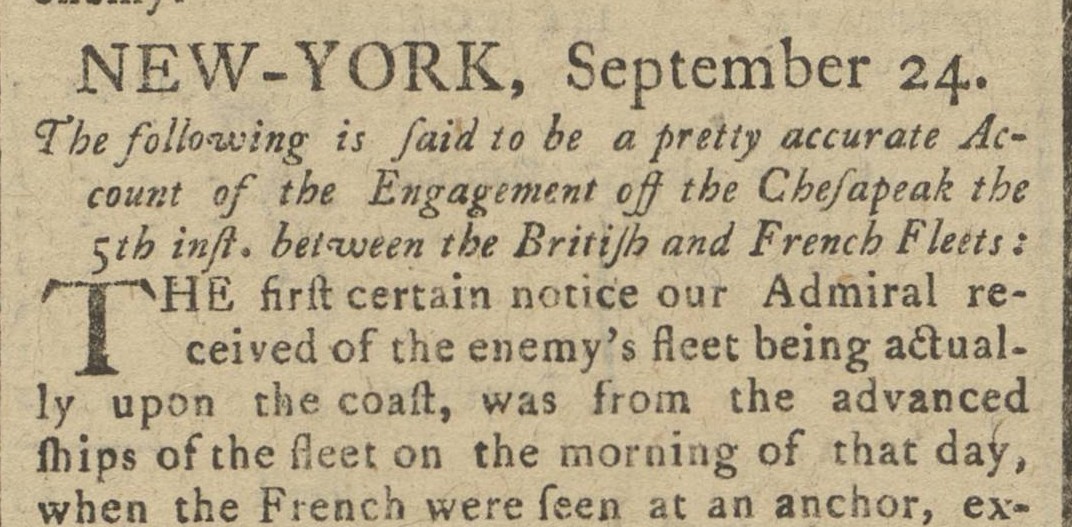 NEW-YORK, September 24.
The following is ſaid to be a pretty accurate Ac-
count of the Engagement off the Cheſapeak the
5th inſt. between the Britiſh and French Fleets:
THE firſt certain notice our Admiral re-
ceived of the enemy's fleet being actual-
ly upon the coaſt, was from the advanced
ſhips of the fleet on the morning of that day,
when the French were ſeen at an anchor, ex-